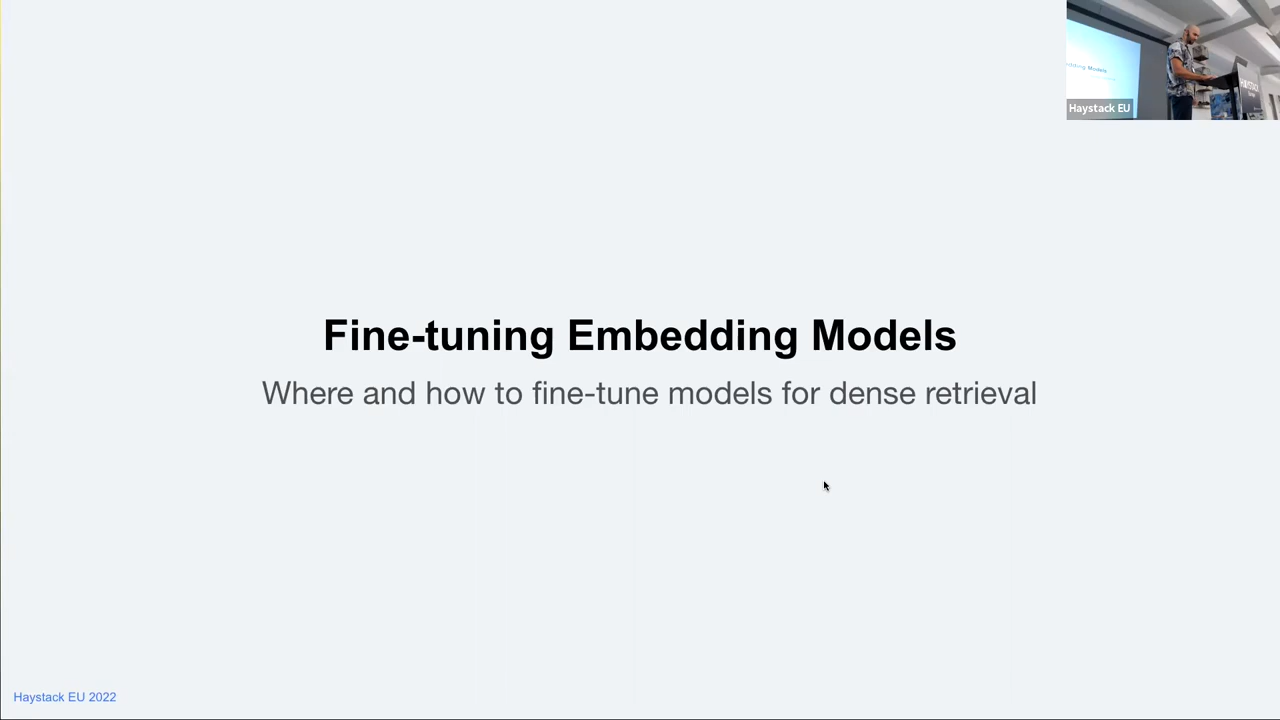 Haystack EU
Fine-tuning Embedding Models
Where and how to fine-tune models for dense retrieval
Haystack EU 2022